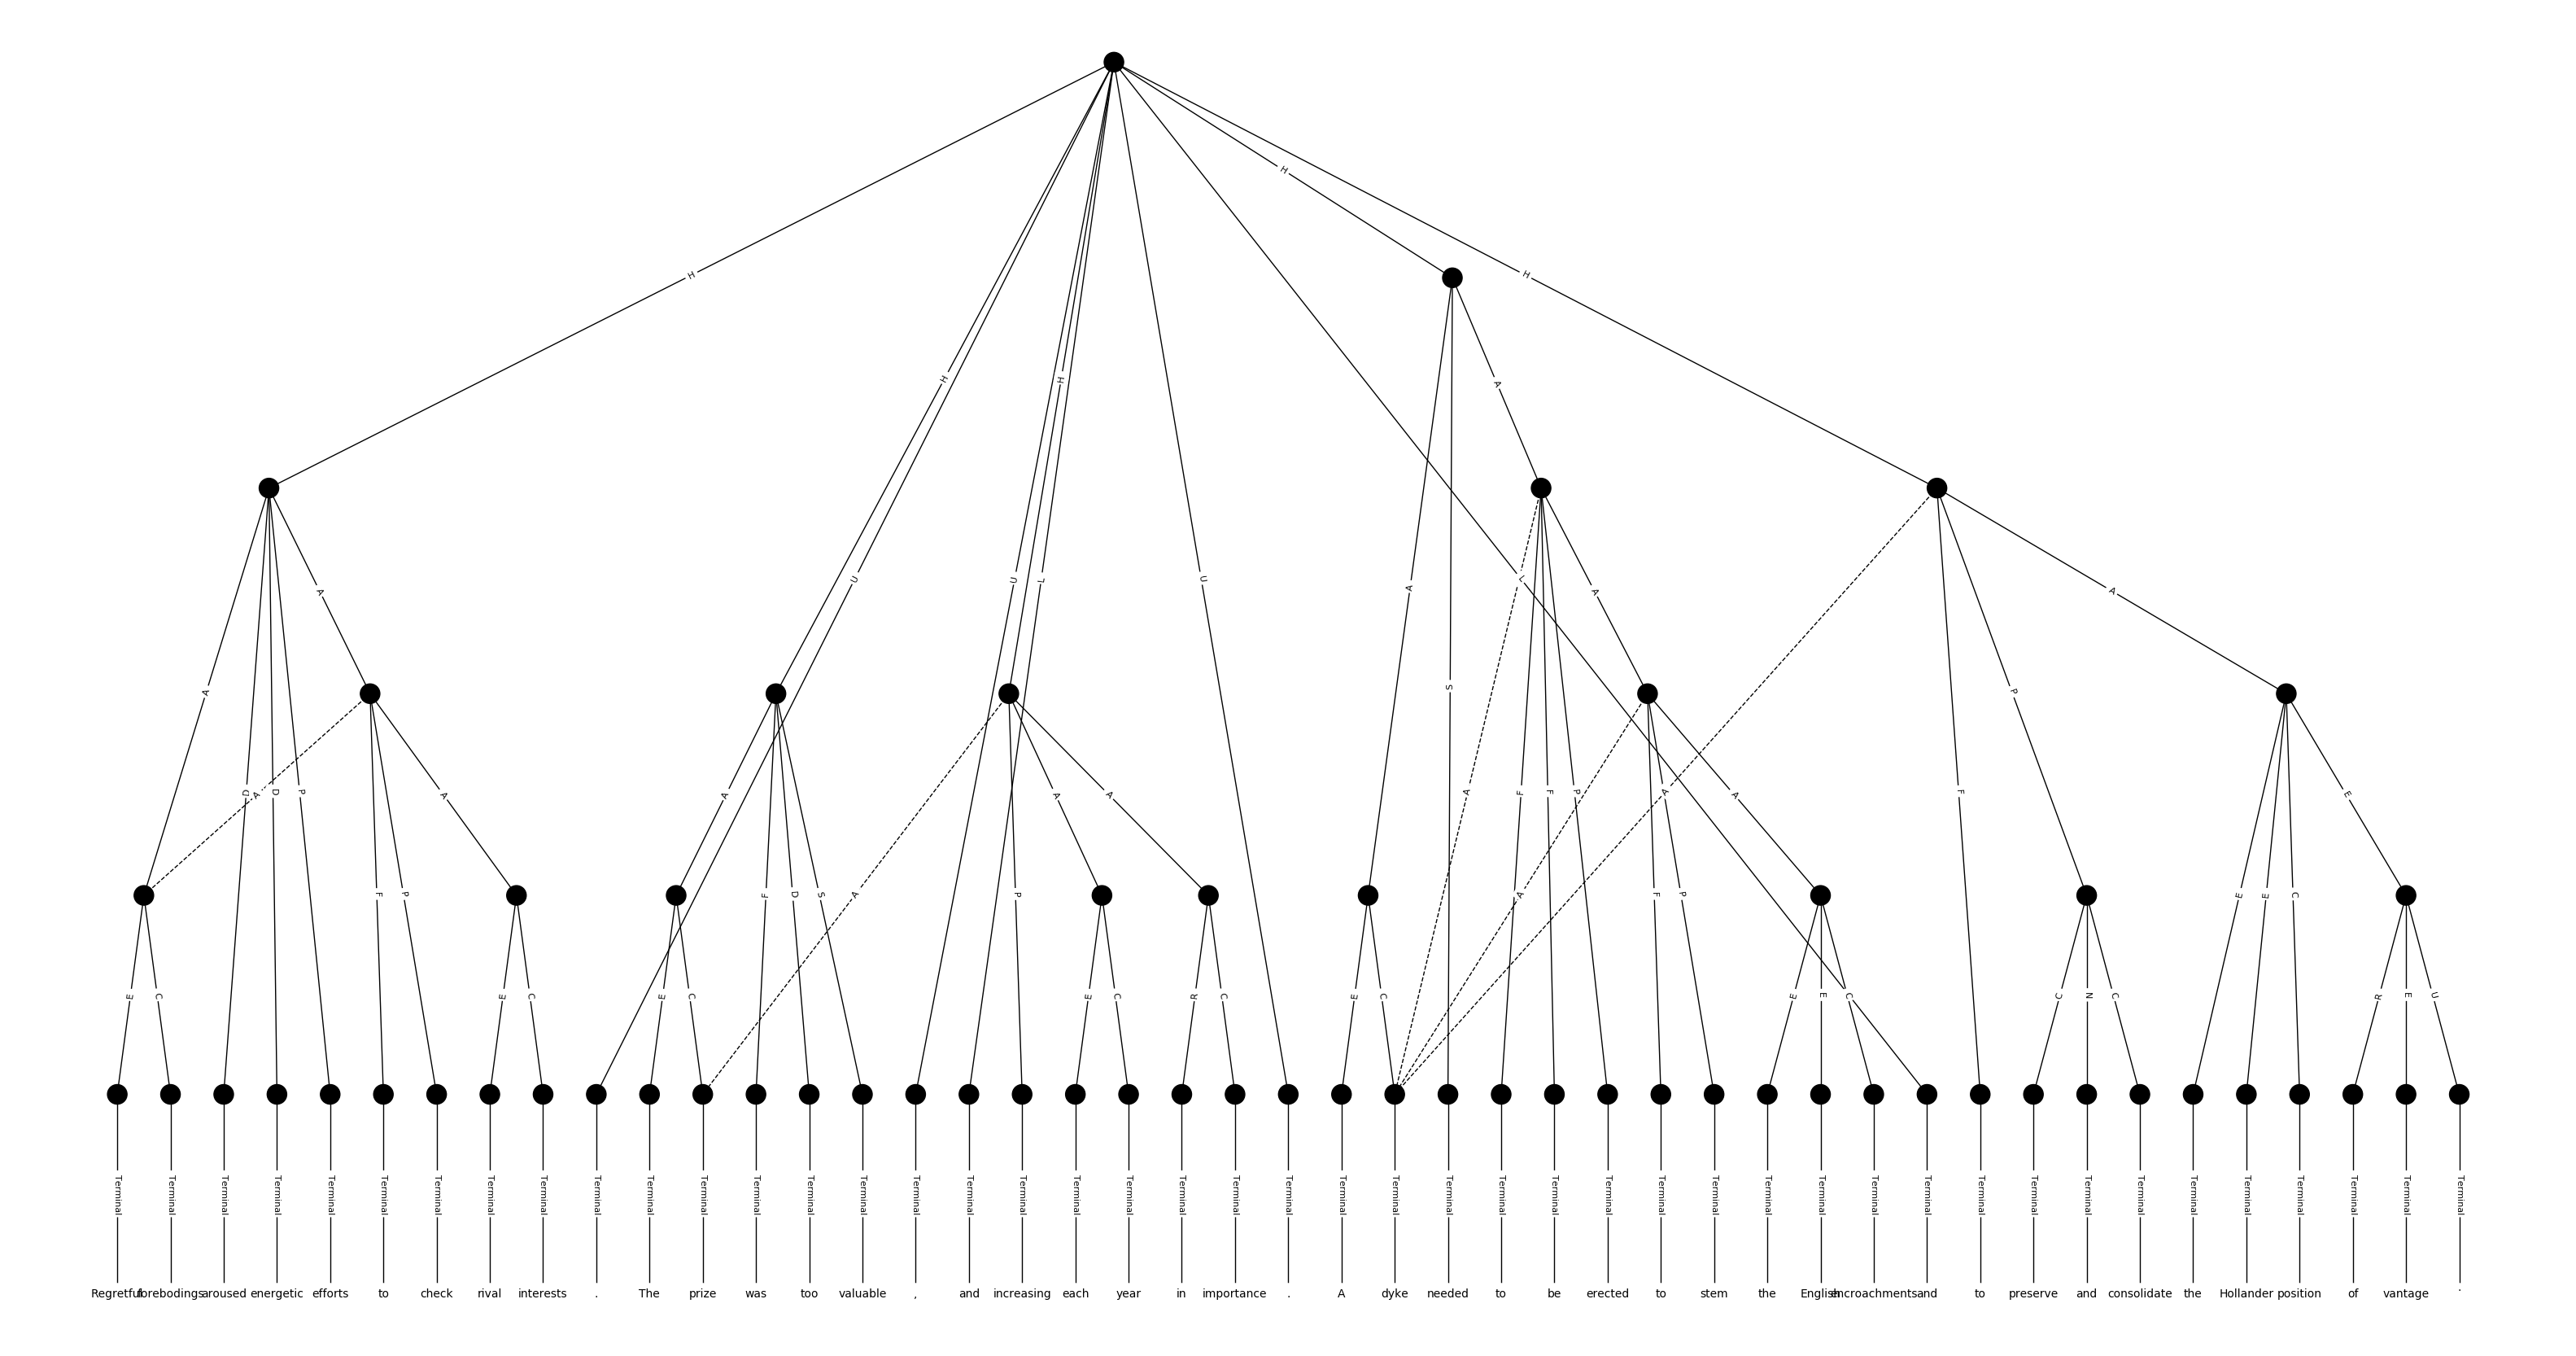 H
H
H
A
H
H
U
U
L
U
L
A
A
A
S
A
A
P
D
A
D
P
A
A
A
A
A
F
F
P
A
A
F
E
F
P
F
D
S
A
P
A
F
P
E
E
C
E
C
E
C
E
C
E
C
R
C
E
C
E
E
C
C
N
C
R
E
U
Terminal Terminal Terminal Terminal Terminal Terminal Terminal Terminal Terminal Terminal Terminal Terminal Terminal Terminal Terminal Terminal Terminal Terminal Terminal Terminal Terminal Terminal Terminal Terminal Terminal Terminal Terminal Terminal Terminal Terminal Terminal Terminal Terminal Terminal Terminal Terminal Terminal Terminal Terminal Terminal Terminal Terminal Terminal Terminal Terminal
Regretful forebodings aroused energetic efforts to check rival interests . The prize was too valuable , and increasing each year in importance . A dyke needed to be erected to stem the English encroachments and to preserve and consolidate the Hollander position of vantage .